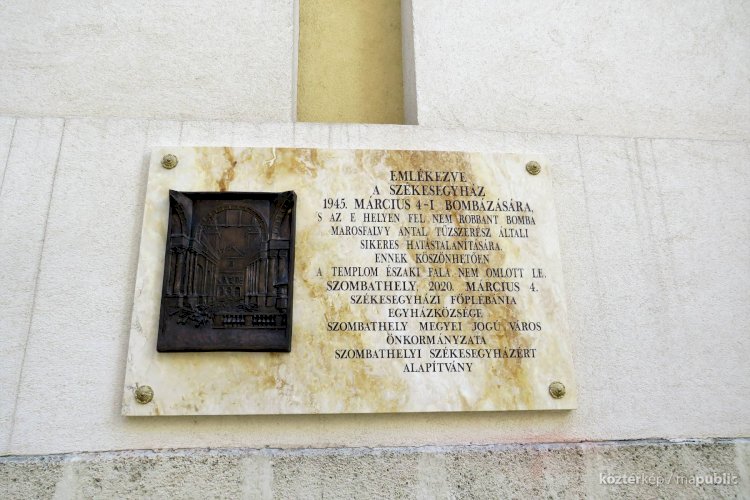 EMLÉKEZVE
A SZÉKESEGYHÁZ
1945. MÁRCIUS 4-I BOMBÁZÁSÁRA,
'S AZ E HELYEN FEL NEM ROBBANT BOMBA
MAROSFALVY ANTAL TŰZSZERÉSZ ÁLTALI
SIKERES HATÁSTALANÍTÁSÁRA.
ENNEK KÖSZÖNHETŐEN
A TEMPLOM ÉSZAKI FALA NEM OMLOTT LE.
SZOMBATHELY, 2020. MÁRCIUS 4.
SZÉKESEGYHÁZI FŐPLÉBÁNIA
EGYHÁZKÖZSÉGE
SZOMBATHELY MEGYEI JOGÚ VÁROS
ÖNKORMÁNYZATA
SZOMBATHELYI SZÉKESEGYHÁZÉRT
ALAPÍTVÁNY
köztérkép / mapublic